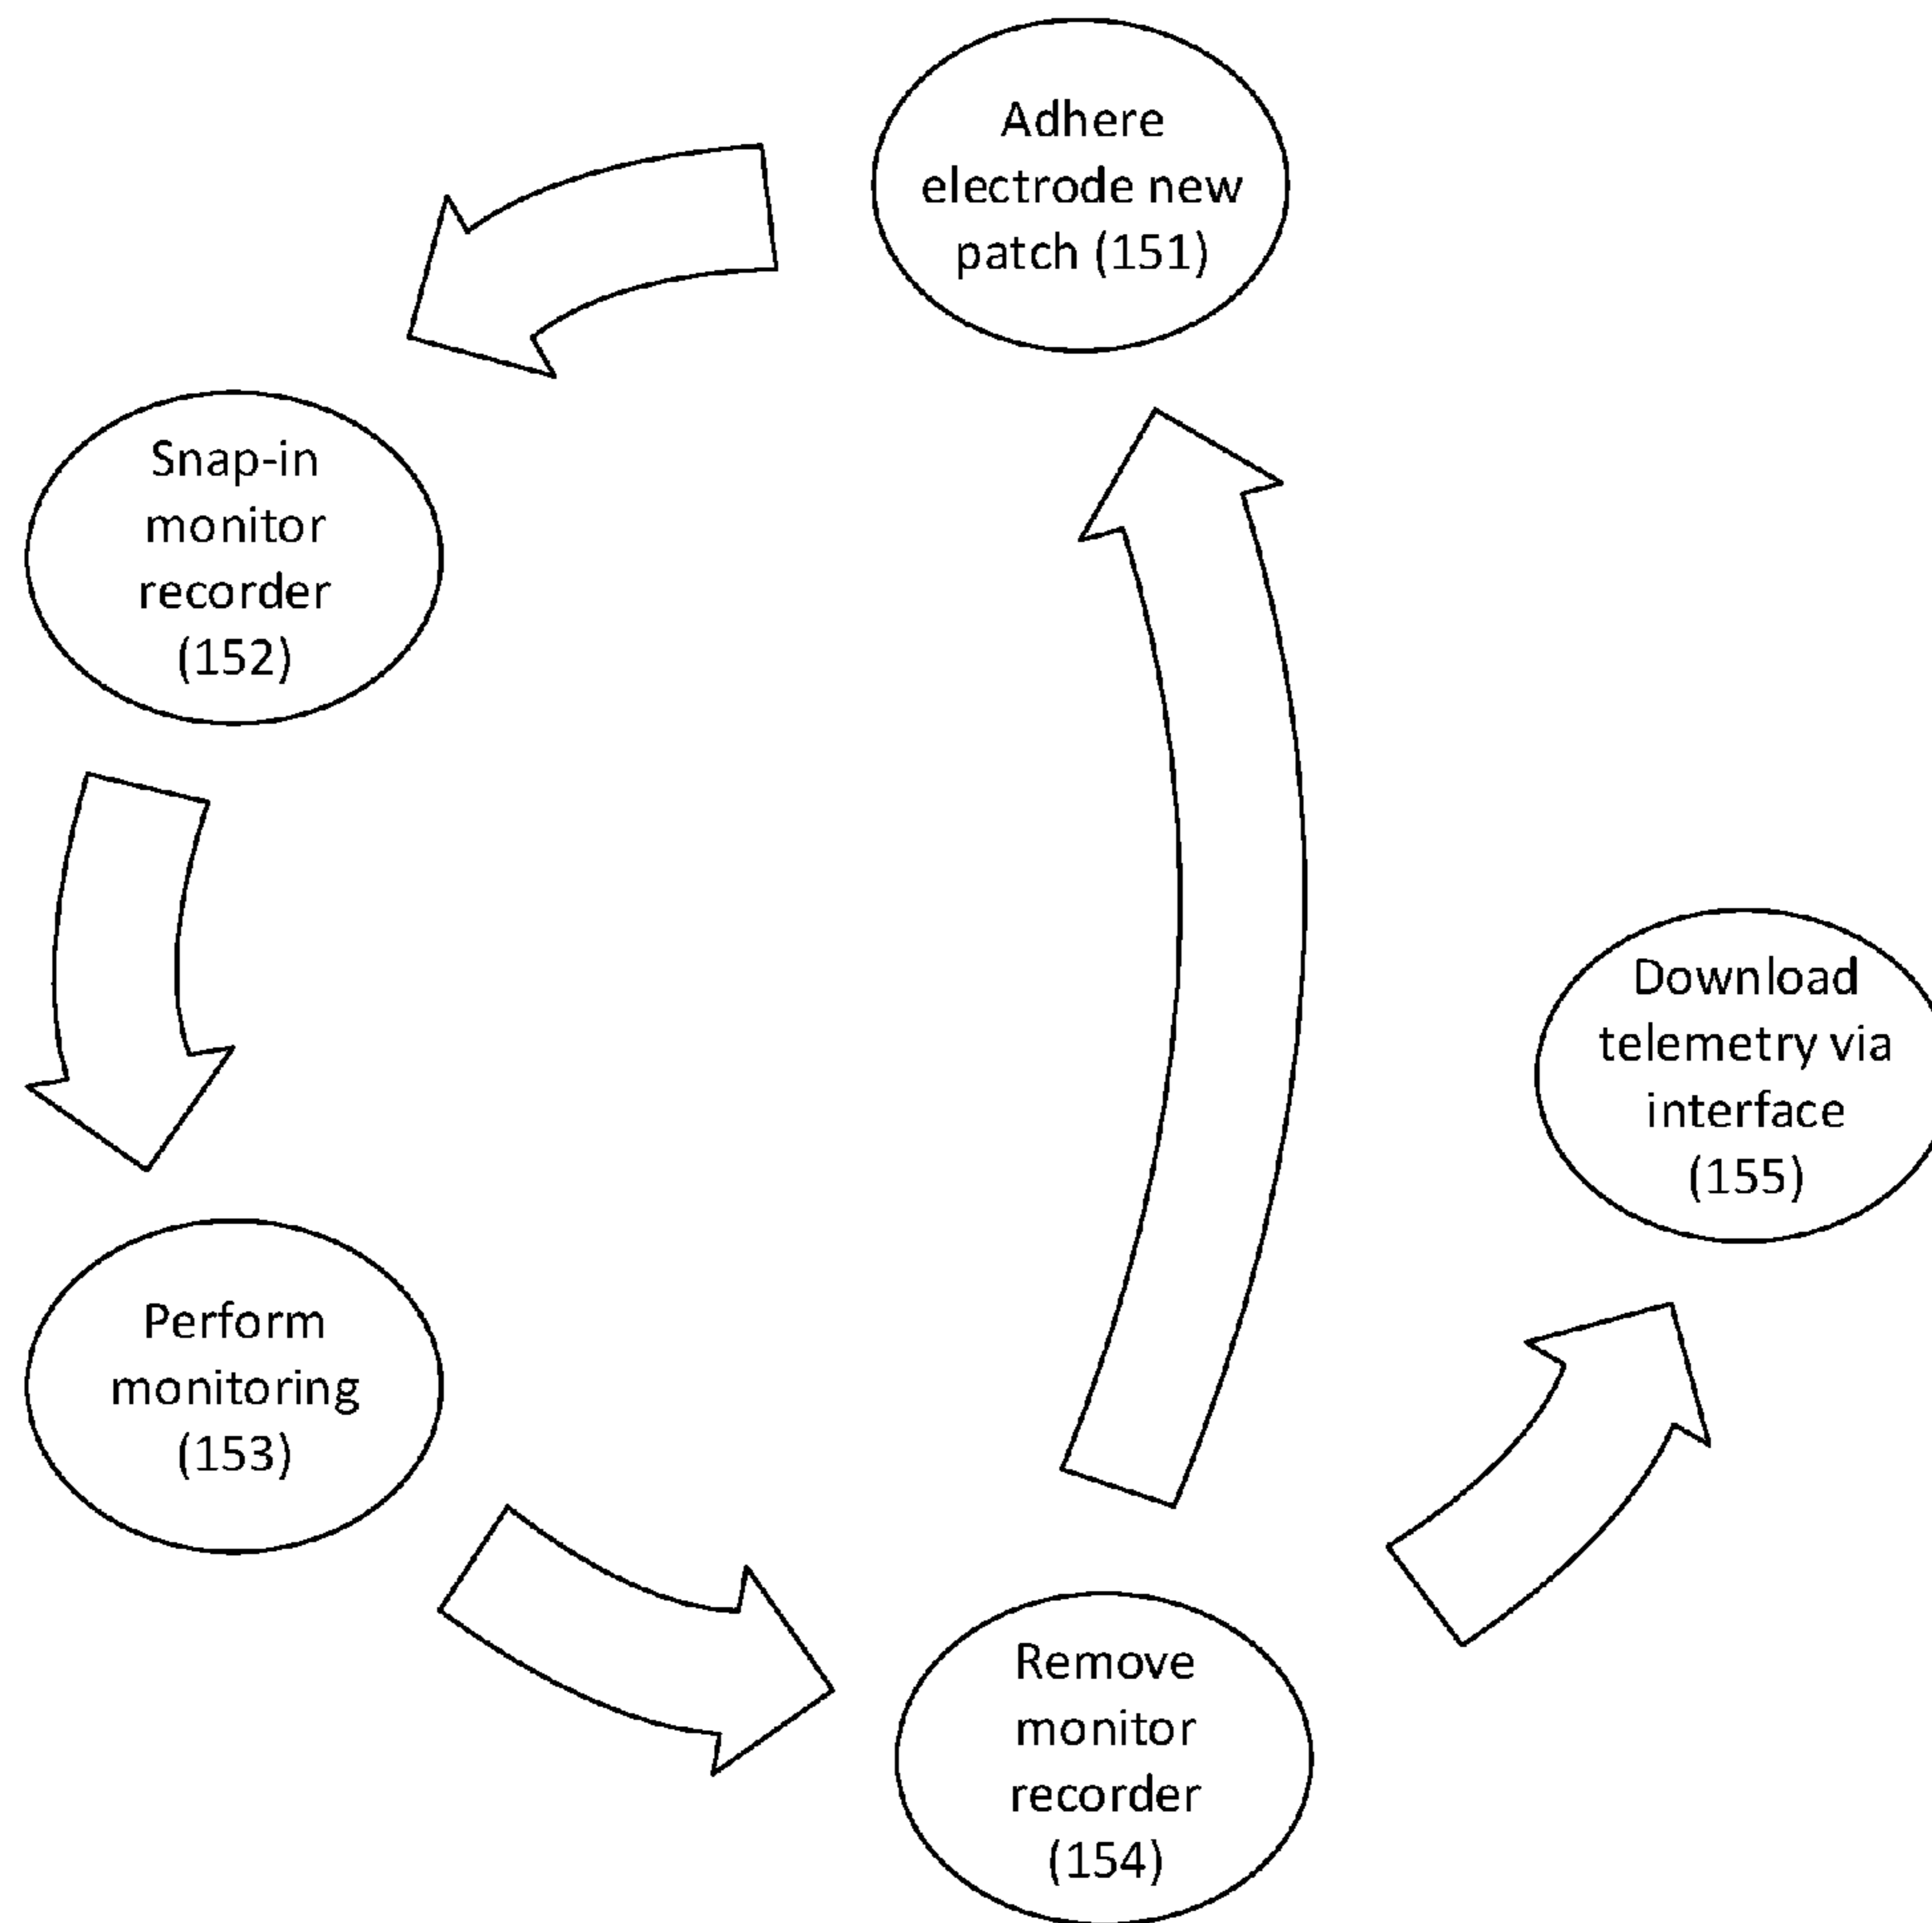 Adhere
electrode new
patch (151)
Snap-in
monitor
recorder
(152)
Perform
monitoring
(153)
Remove
monitor
recorder
(154)
Download
telemetry via
interface
(155)